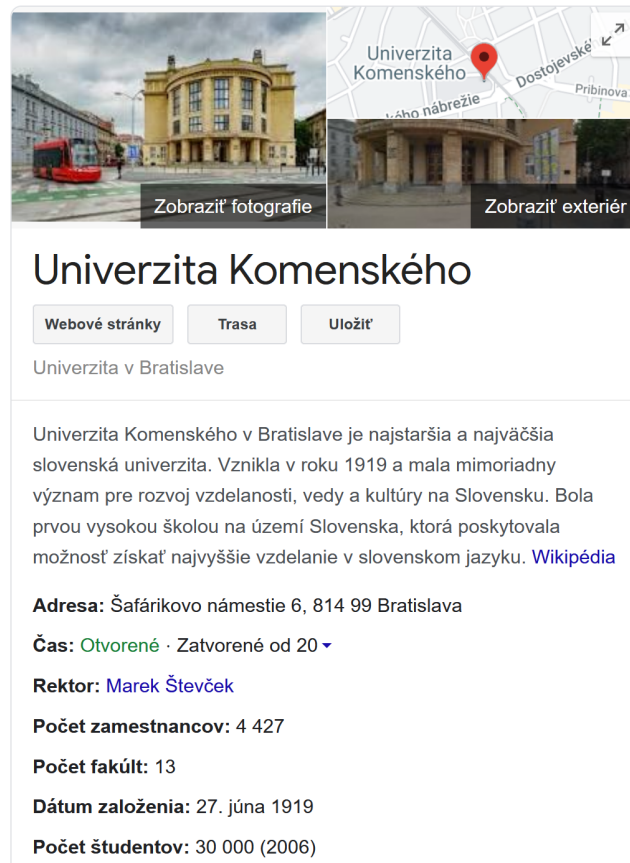 Univerzita
Komenského
Dostojevské
Pribinova
kého nábrežie
Zobraziť fotografie
Zobraziť exteriér
Univerzita Komenského
Webové stránky
Trasa
Uložiť
Univerzita v Bratislave
Univerzita Komenského v Bratislave je najstaršia a najväčšia
slovenská univerzita. Vznikla v roku 1919 a mala mimoriadny
význam pre rozvoj vzdelanosti, vedy a kultúry na Slovensku. Bola
prvou vysokou školou na území Slovenska, ktorá poskytovala
možnosť získať najvyššie vzdelanie v slovenskom jazyku. Wikipédia
Adresa: Šafárikovo námestie 6, 814 99 Bratislava
Čas: Otvorené · Zatvorené od 20
Rektor: Marek Števček
Počet zamestnancov: 4 427
Počet fakúlt: 13
Dátum založenia: 27. júna 1919
Počet študentov: 30 000 (2006)